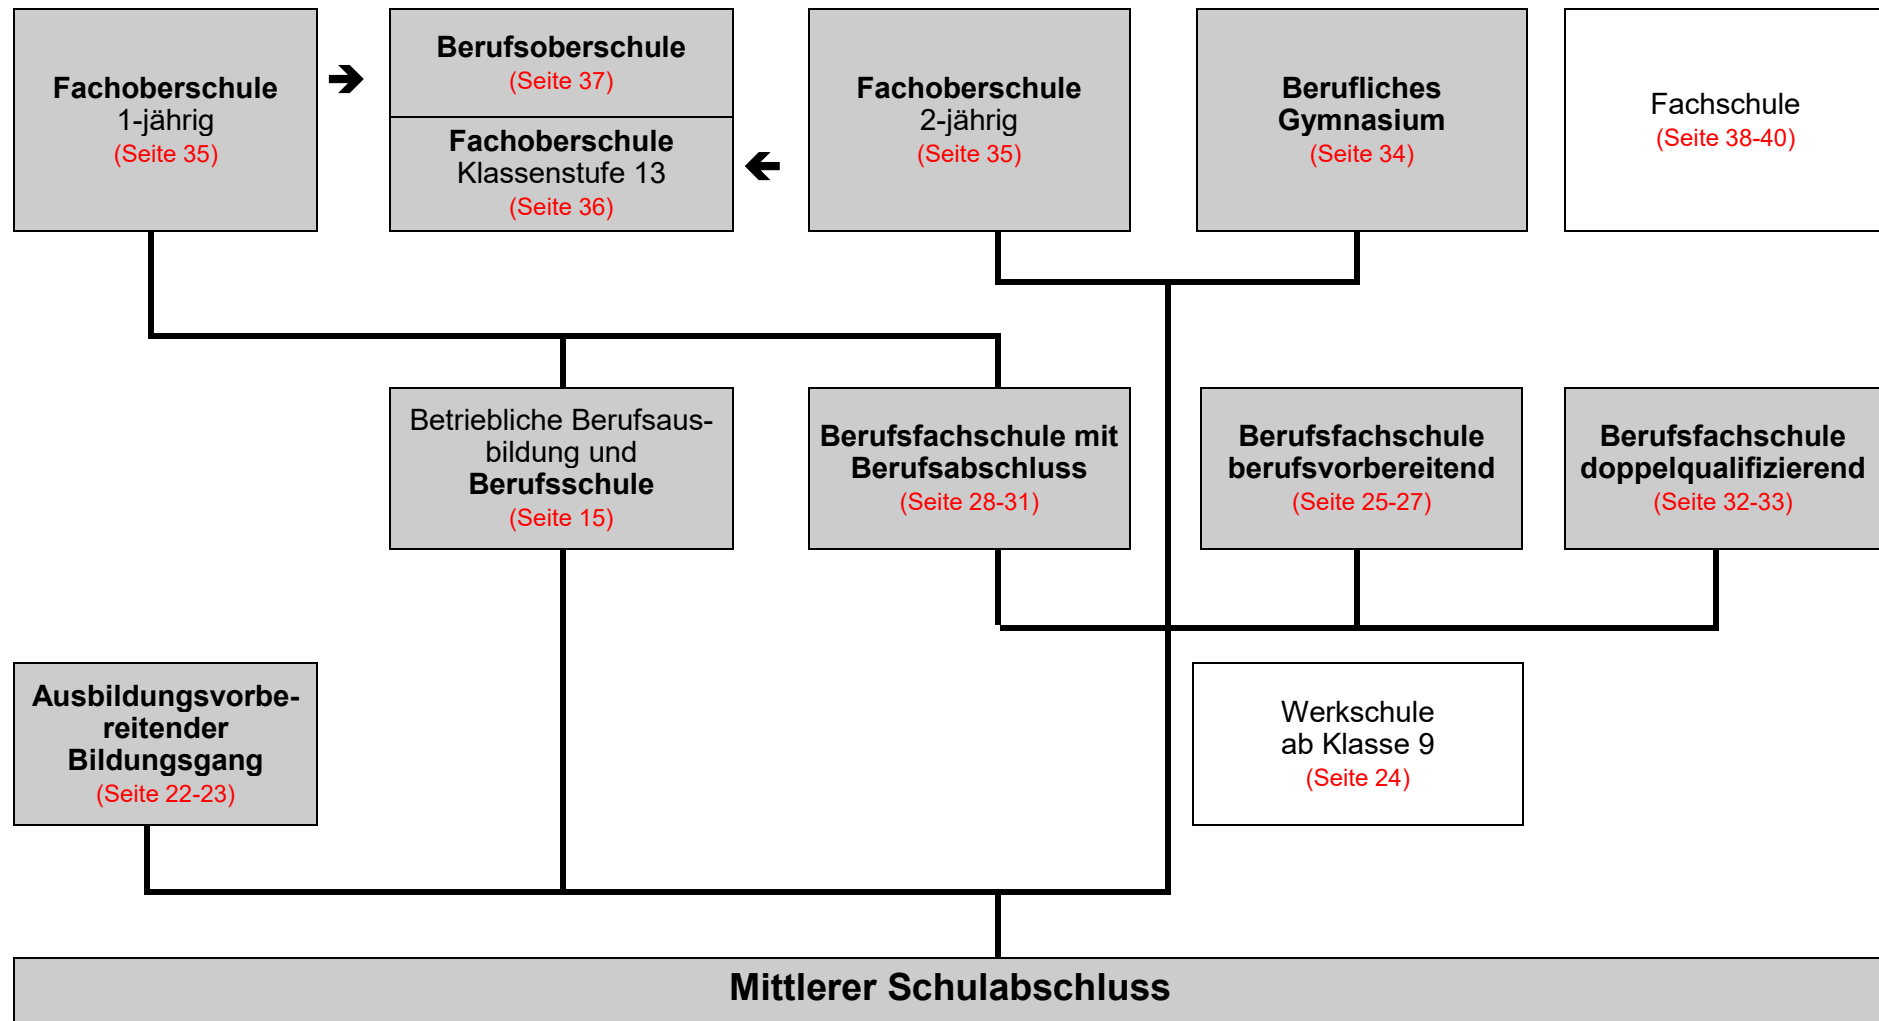 Fachoberschule
1-jährig
(Seite 35)
Berufsoberschule
(Seite 37)
Fachoberschule
Klassenstufe 13
(Seite 36)
Fachoberschule
2-jährig
(Seite 35)
Berufliches
Gymnasium
(Seite 34)
Fachschule
(Seite 38-40)
Betriebliche Berufsaus-
bildung und
Berufsschule
(Seite 15)
Berufsfachschule mit
Berufsabschluss
(Seite 28-31)
Berufsfachschule
berufsvorbereitend
(Seite 25-27)
Berufsfachschule
doppelqualifizierend
(Seite 32-33)
Ausbildungsvorbe-
reitender
Bildungsgang
(Seite 22-23)
Werkschule
ab Klasse 9
(Seite 24)
Mittlerer Schulabschluss